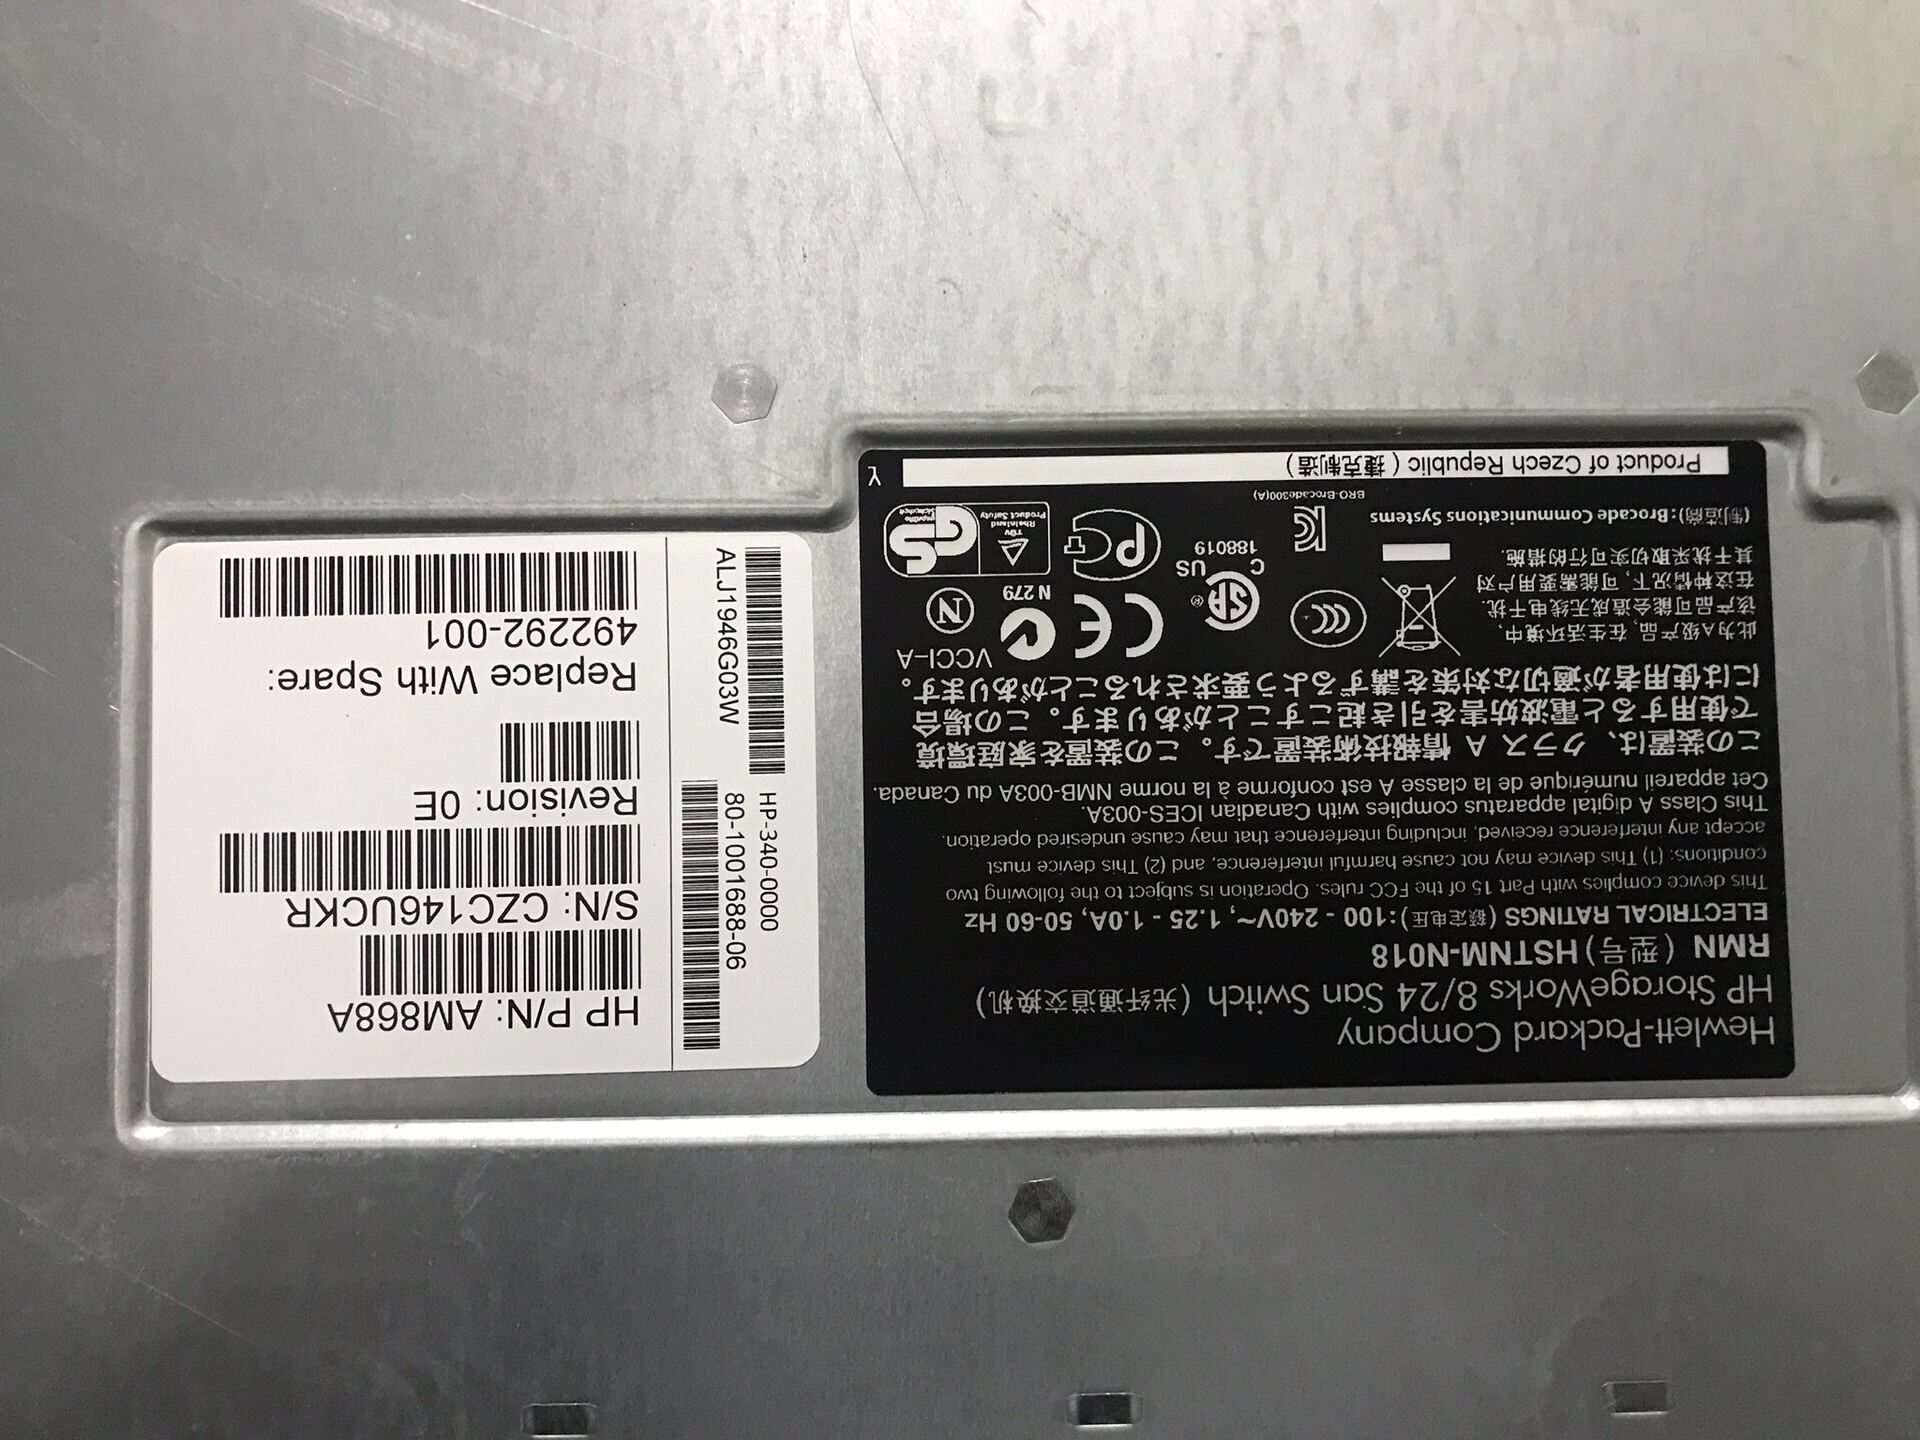 Hewlett-Packard Company
HP StorageWorks 8/24 San Switch (光纤通道交换机)
RMN (型号) HSTNM-N018
ELECTRICAL RATINGS (额定电压): 100 - 240V~, 1.25 - 1.0A, 50-60 Hz
This device complies with Part 15 of the FCC rules. Operation is subject to the following two
conditions: (1) This device may not cause harmful interference, and (2) This device must
accept any interference received, including interference that may cause undesired operation.
This Class A digital apparatus complies with Canadian ICES-003A.
Cet appareil numérique de la classe A est conforme à la norme NMB-003A du Canada.
この装置は、クラス A 情報技術装置です。この装置を家庭環境
で使用すると電波妨害を引き起こすことがあります。この場合
には使用者が適切な対策を講ずるよう要求されることがあります。
此为A级产品,在生活环境中,
该产品可能会造成无线电干扰.
在这种情况下,可能需要用户对
其干扰采取切实可行的措施.
(制造商): Brocade Communications Systems
BRO-Brocade300(A)
Product of Czech Republic (捷克制造)
Y
CCC
SA
®
C US
188019
CE
N 279
VCCI-A
N
PCT
TÜV
Rheinland
Product Safety
GS
geprüfte
Sicherheit
HP P/N: AM868A
S/N: CZC146UCKR
Revision: 0E
Replace With Spare:
492292-001
HP-340-0000
80-1001688-06
ALJ1946G03W